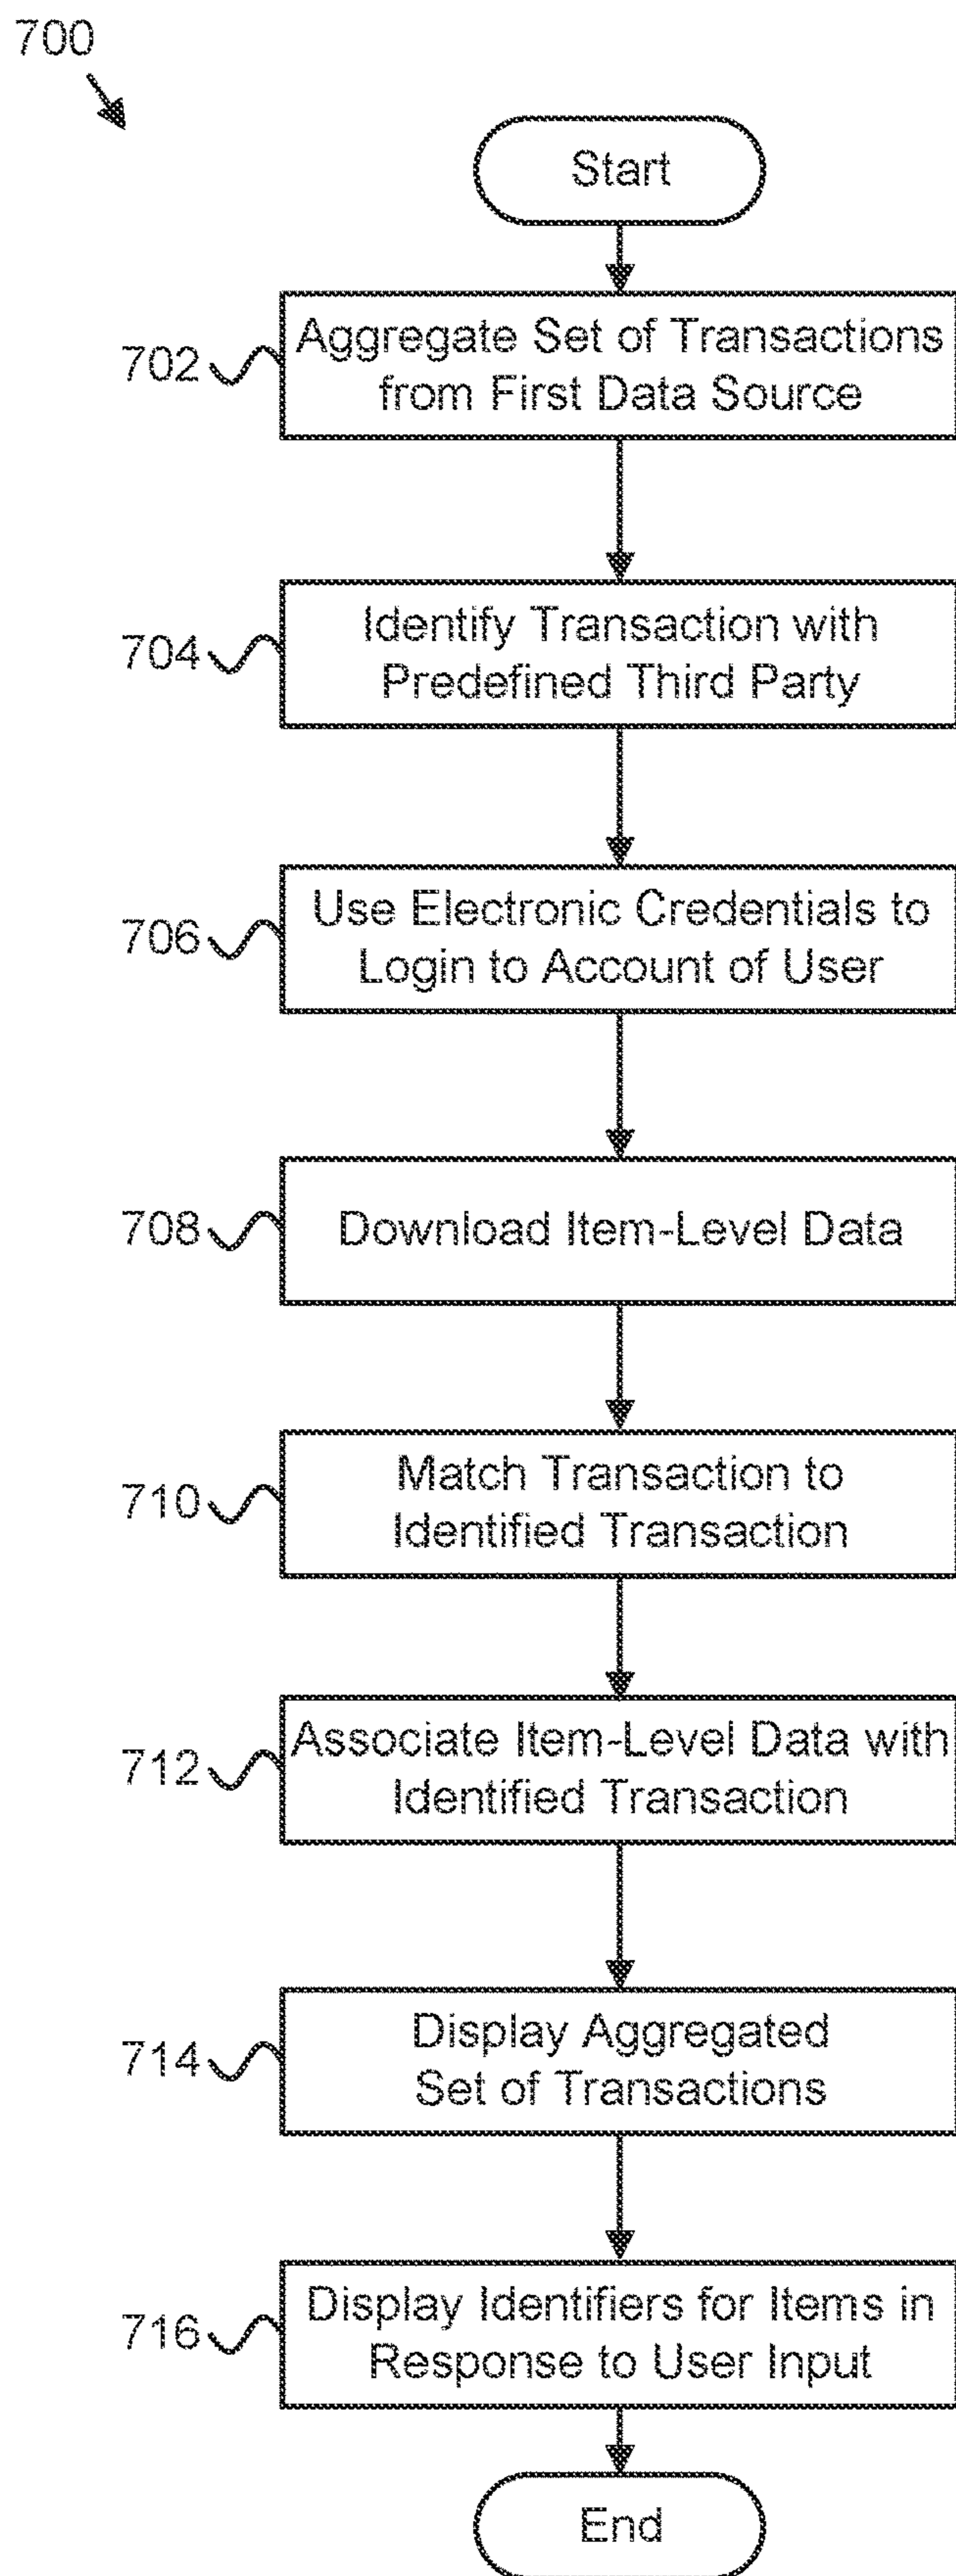 700
Start
702
Aggregate Set of Transactions
from First Data Source
704
Identify Transaction with
Predefined Third Party
706
Use Electronic Credentials to
Login to Account of User
708
Download Item-Level Data
710
Match Transaction to
Identified Transaction
712
Associate Item-Level Data with
Identified Transaction
714
Display Aggregated
Set of Transactions
716
Display Identifiers for Items in
Response to User Input
End